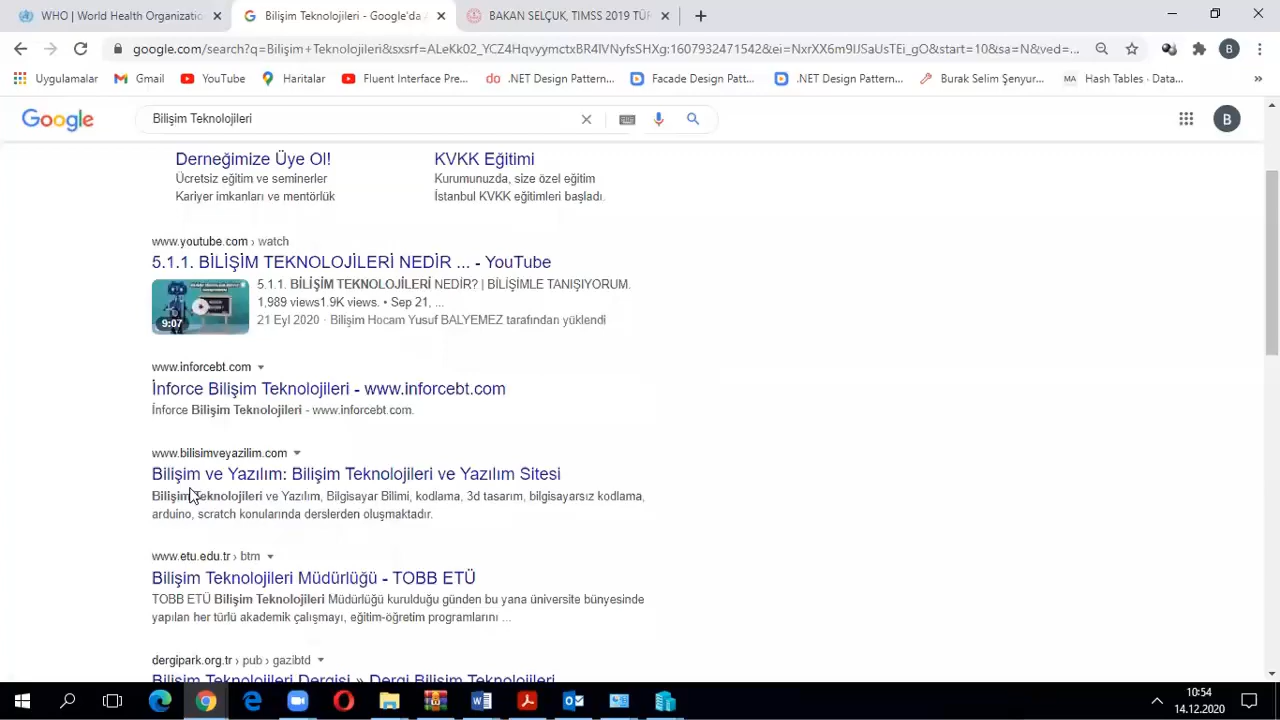 WHO | World Health Organizatio
Bilişim Teknolojileri - Google'da A
BAKAN SELÇUK, TIMSS 2019 TÜR
google.com/search?q=Bilişim+Teknolojileri&sxsrf=ALeKk02_YCZ4HqvyymctxBR4lVNyfsSHXg:1607932471542&ei=NxrXX6m9IJSaUsTEi_gO&start=10&sa=N&ved=...
B
Uygulamalar
Gmail
YouTube
Haritalar
Fluent Interface Pre...
do .NET Design Pattern...
Facade Design Patt...
.NET Design Pattern...
Burak Selim Şenyur...
MA Hash Tables - Data...
»
Google
Bilişim Teknolojileri
B
Derneğimize Üye Ol!
Ücretsiz eğitim ve seminerler
Kariyer imkanları ve mentörlük
KVKK Eğitimi
Kurumunuzda, size özel eğitim
İstanbul KVKK eğitimleri başladı.
www.youtube.com › watch
5.1.1. BİLİŞİM TEKNOLOJİLERİ NEDİR ... - YouTube
9:07
5.1.1. BİLİŞİM TEKNOLOJİLERİ NEDİR? | BİLİŞİMLE TANIŞIYORUM.
1,989 views1.9K views. • Sep 21, ...
21 Eyl 2020 · Bilişim Hocam Yusuf BALYEMEZ tarafından yüklendi
www.inforcebt.com
İnforce Bilişim Teknolojileri - www.inforcebt.com
İnforce Bilişim Teknolojileri - www.inforcebt.com.
www.bilisimveyazilim.com
Bilişim ve Yazılım: Bilişim Teknolojileri ve Yazılım Sitesi
Bilişim Teknolojileri ve Yazılım, Bilgisayar Bilimi, kodlama, 3d tasarım, bilgisayarsız kodlama,
arduino, scratch konularında derslerden oluşmaktadır.
www.etu.edu.tr › btm
Bilişim Teknolojileri Müdürlüğü - TOBB ETÜ
TOBB ETÜ Bilişim Teknolojileri Müdürlüğü kurulduğu günden bu yana üniversite bünyesinde
yapılan her türlü akademik çalışmayı, eğitim-öğretim programlarını ...
dergipark.org.tr › pub › gazibtd
Bilişim Teknolojileri Dergisi » Dergi Bilişim Teknolojileri
10:54
14.12.2020